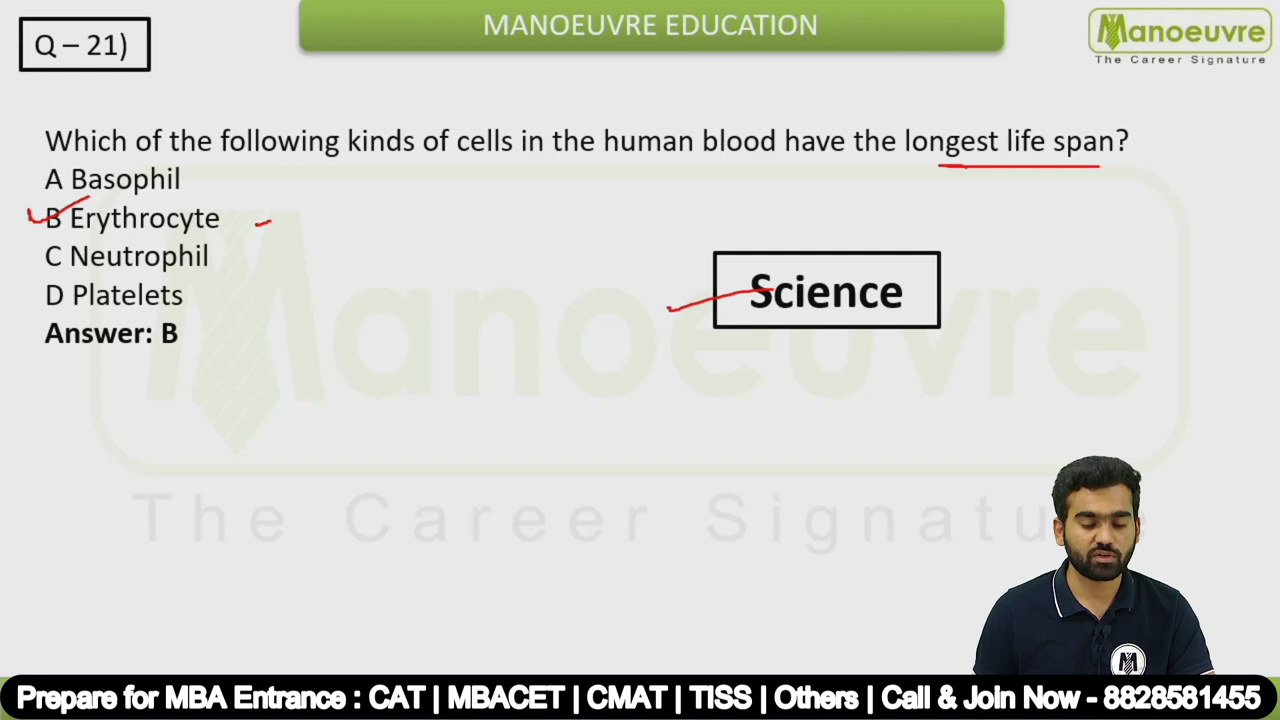 Q – 21)
MANOEUVRE EDUCATION
Manoeuvre
The Career Signature
Which of the following kinds of cells in the human blood have the longest life span?
A Basophil
B Erythrocyte
C Neutrophil
D Platelets
Answer: B
Science
Manoeuvre
The Career Signatu e
M
Prepare for MBA Entrance : CAT | MBACET | CMAT | TISS | Others | Call & Join Now - 8828581455